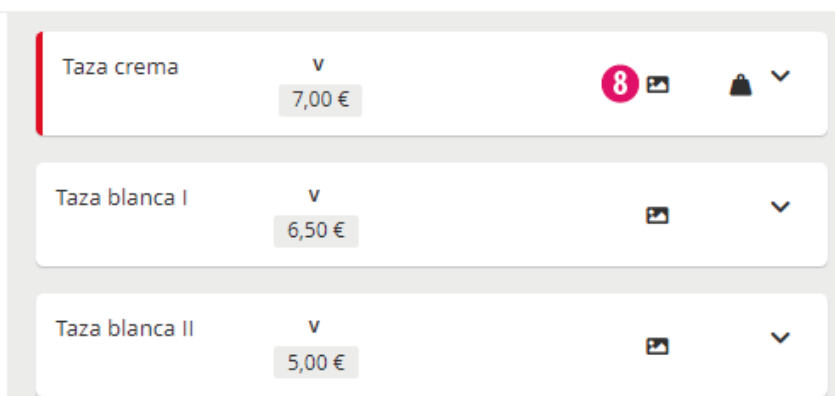 Taza crema
v
7,00 €
8
Taza blanca I
v
6,50 €
Taza blanca II
v
5,00 €